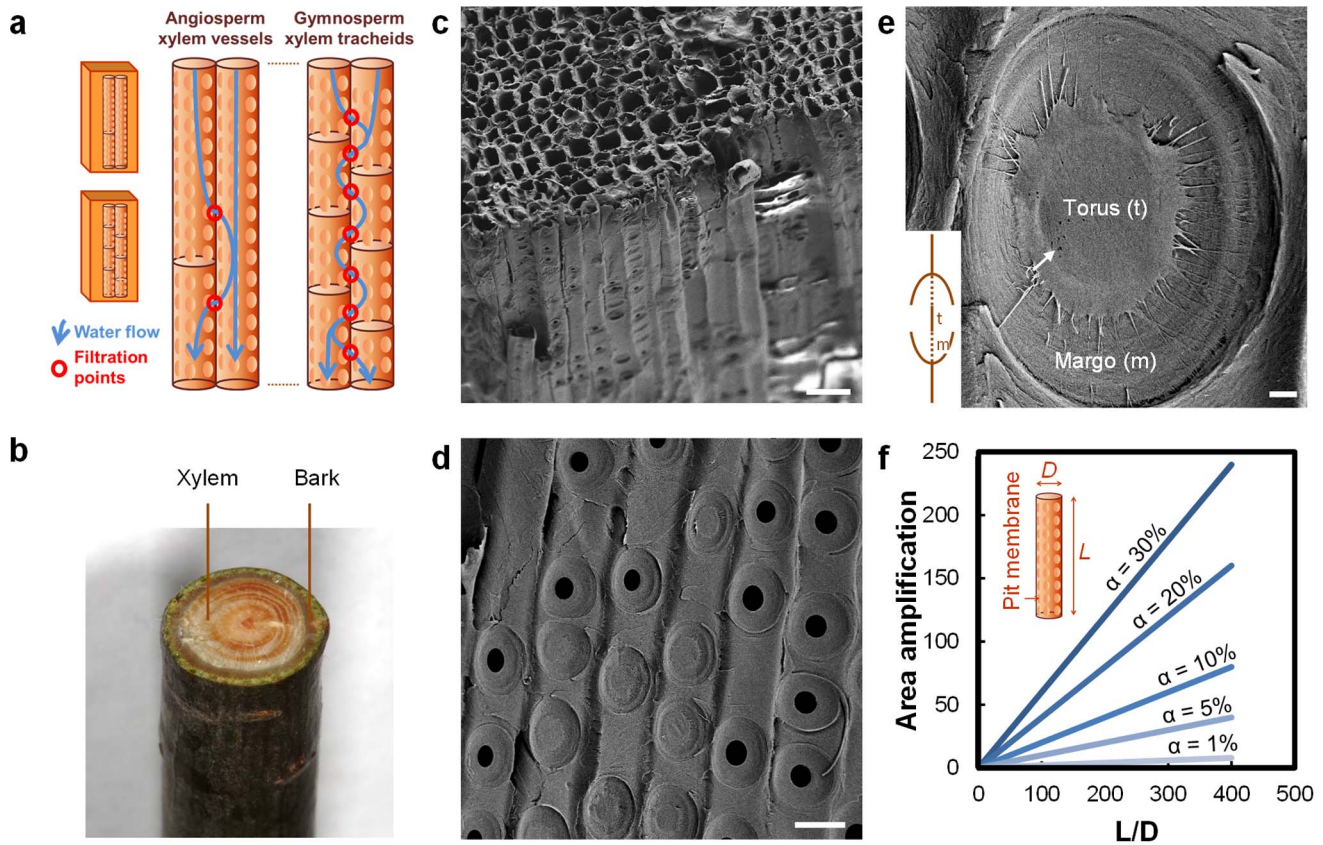 a
Angiosperm
xylem vessels
Gymnosperm
xylem tracheids
Water flow
Filtration
points
b
Xylem
Bark
c
d
e
Torus (t)
Margo (m)
t
m
f
Area amplification
250
200
150
100
50
0
0
100
200
300
400
500
L/D
D
L
Pit membrane
α = 30%
α = 20%
α = 10%
α = 5%
α = 1%